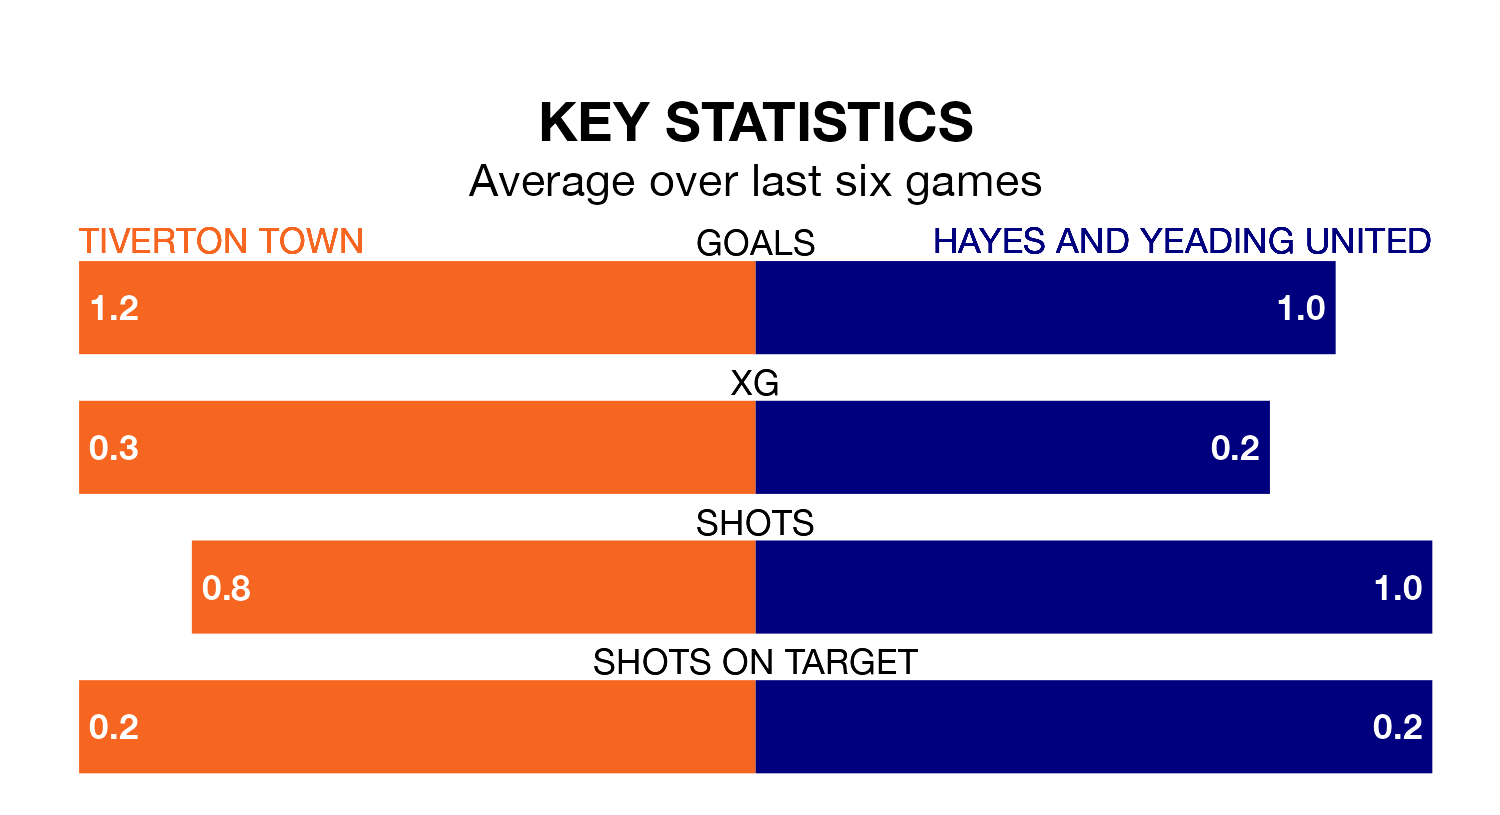 KEY STATISTICS
Average over last six games
TIVERTON TOWN GOALS HAYES AND YEADING UNITED
1.2 1.0
XG
0.3 0.2
SHOTS
0.8 1.0
SHOTS ON TARGET
0.2 0.2